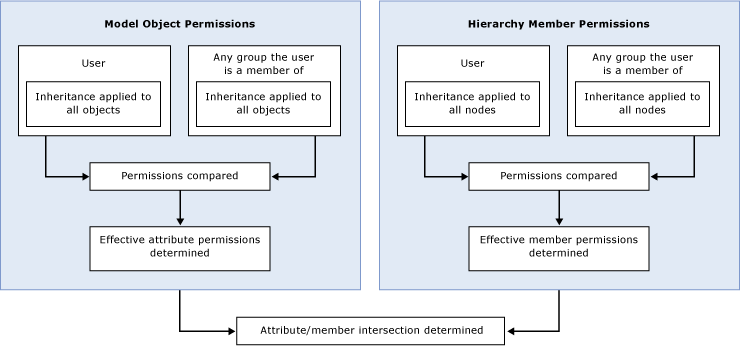 Model Object Permissions
User
Inheritance applied to
all objects
Any group the user
is a member of
Inheritance applied to
all objects
Permissions compared
Effective attribute permissions
determined
Hierarchy Member Permissions
User
Inheritance applied to
all nodes
Any group the user
is a member of
Inheritance applied to
all nodes
Permissions compared
Effective member permissions
determined
Attribute/member intersection determined